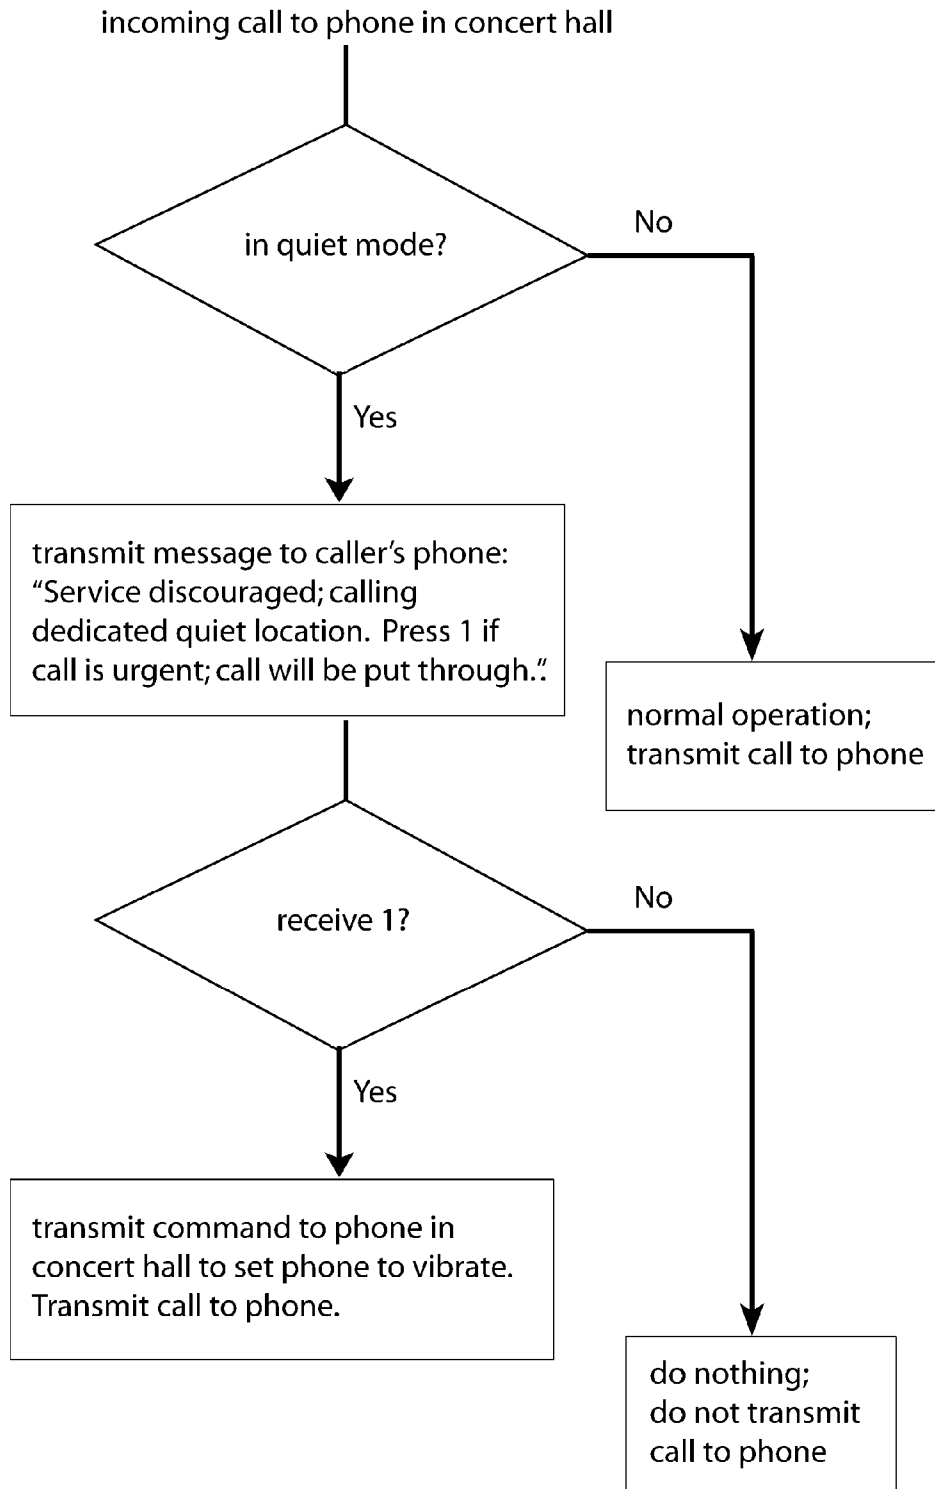 incoming call to phone in concert hall
in quiet mode?
No
Yes
transmit message to caller’s phone:
“Service discouraged; calling
dedicated quiet location.  Press 1 if
call is urgent; call will be put through.”.
normal operation;
transmit call to phone
receive 1?
No
Yes
transmit command to phone in
concert hall to set phone to vibrate.
Transmit call to phone.
do nothing;
do not transmit
call to phone